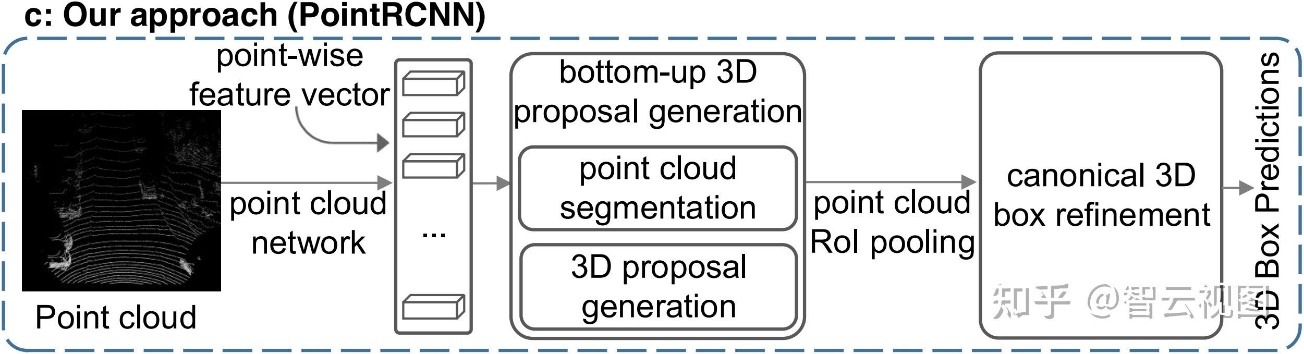 c: Our approach (PointRCNN)
point-wise
feature vector
Point cloud
point cloud
network
...
bottom-up 3D
proposal generation
point cloud
segmentation
3D proposal
generation
point cloud
RoI pooling
canonical 3D
box refinement
3D Box Predictions
知乎 @智云视图